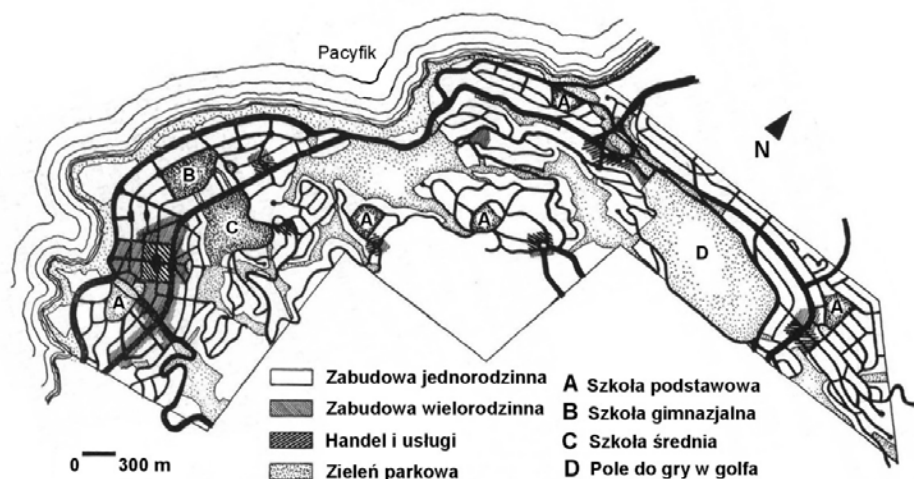 Pacyfik
A
N
B
C
A
A
D
A
A
Zabudowa jednorodzinna
Zabudowa wielorodzinna
Handel i usługi
Zieleń parkowa
A Szkoła podstawowa
B Szkoła gimnazjalna
C Szkoła średnia
D Pole do gry w golfa
0 300 m